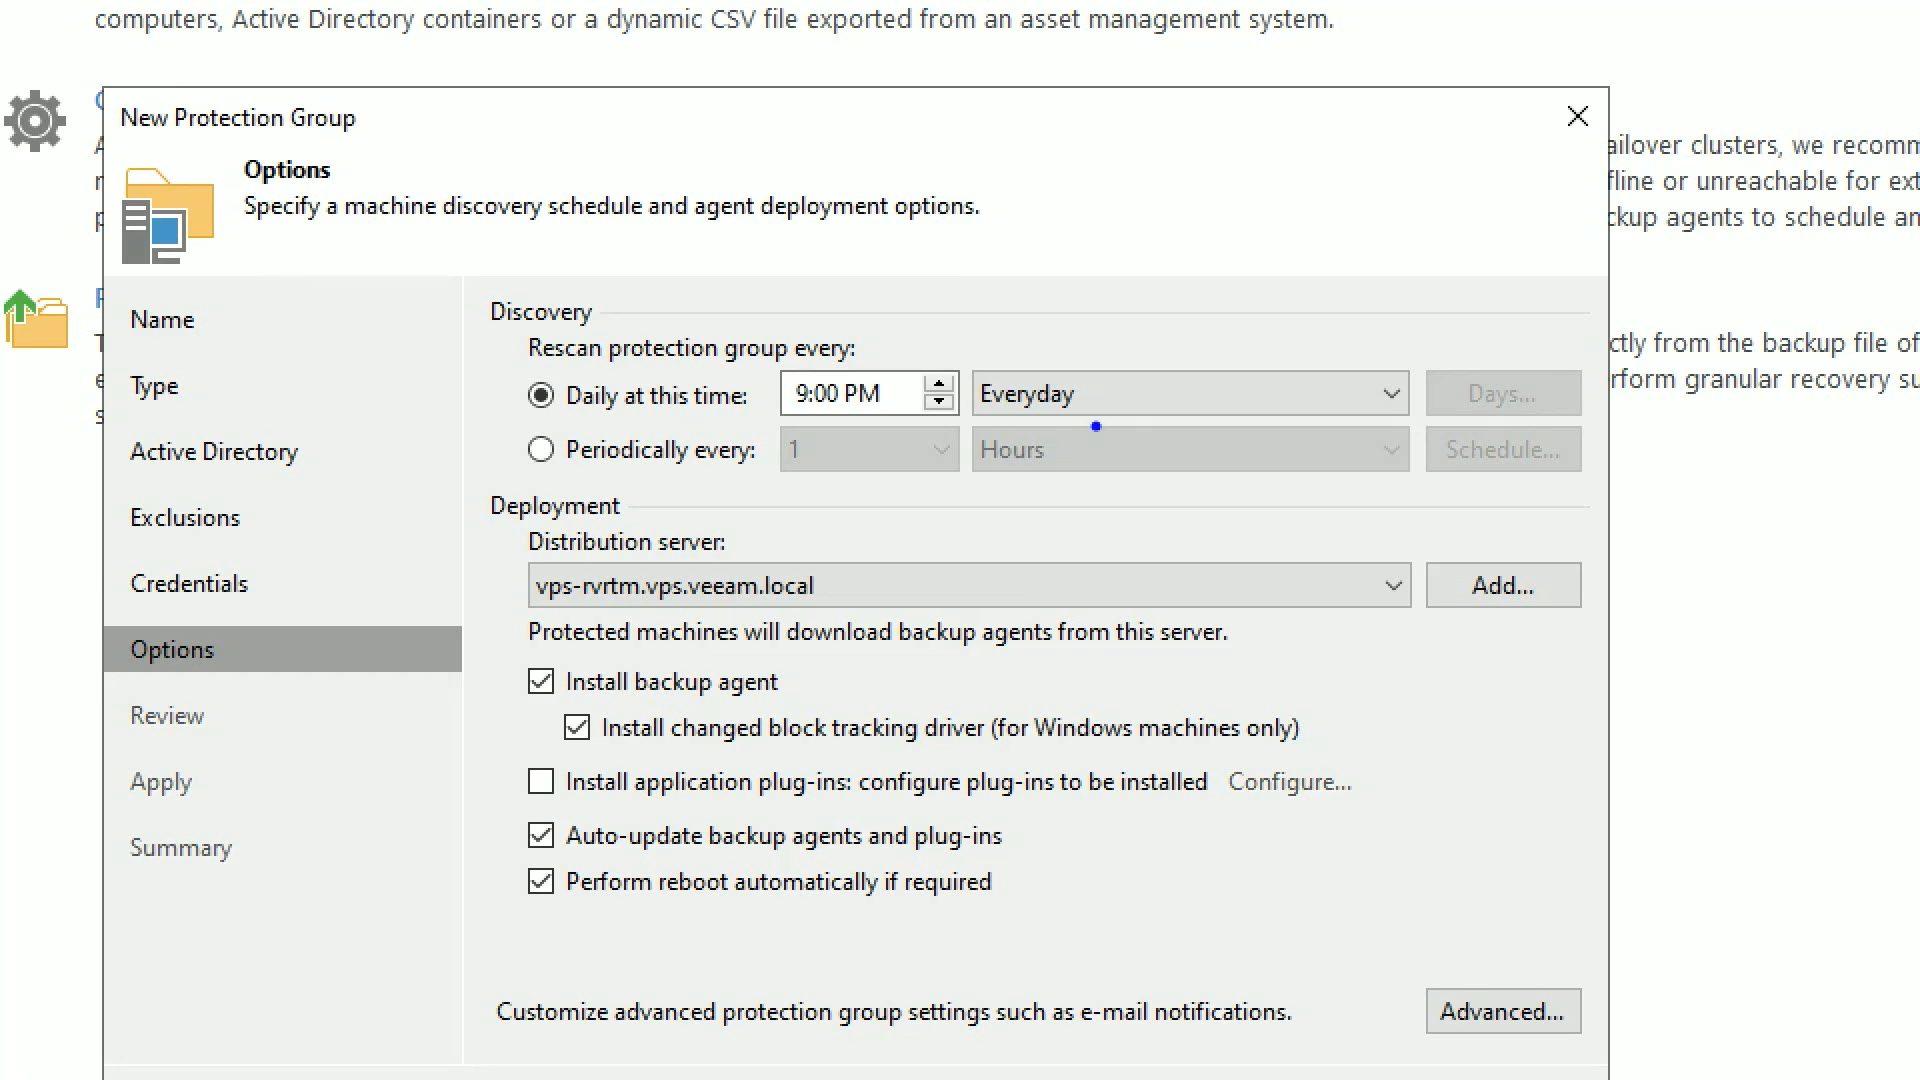 computers, Active Directory containers or a dynamic CSV file exported from an asset management system.
New Protection Group
Options
Specify a machine discovery schedule and agent deployment options.
clusters, we recomm
or unreachable for ext
agents to schedule an
from the backup file of
granular recovery su
Name
Type
Active Directory
Exclusions
Credentials
Options
Review
Apply
Summary
Discovery
Rescan protection group every:
Daily at this time: 9:00 PM Everyday Days...
Periodically every: 1 Hours Schedule...
Deployment
Distribution server:
vps-rvrtm.vps.veeam.local Add...
Protected machines will download backup agents from this server.
Install backup agent
Install changed block tracking driver (for Windows machines only)
Install application plug-ins: configure plug-ins to be installed Configure...
Auto-update backup agents and plug-ins
Perform reboot automatically if required
Customize advanced protection group settings such as e-mail notifications. Advanced...